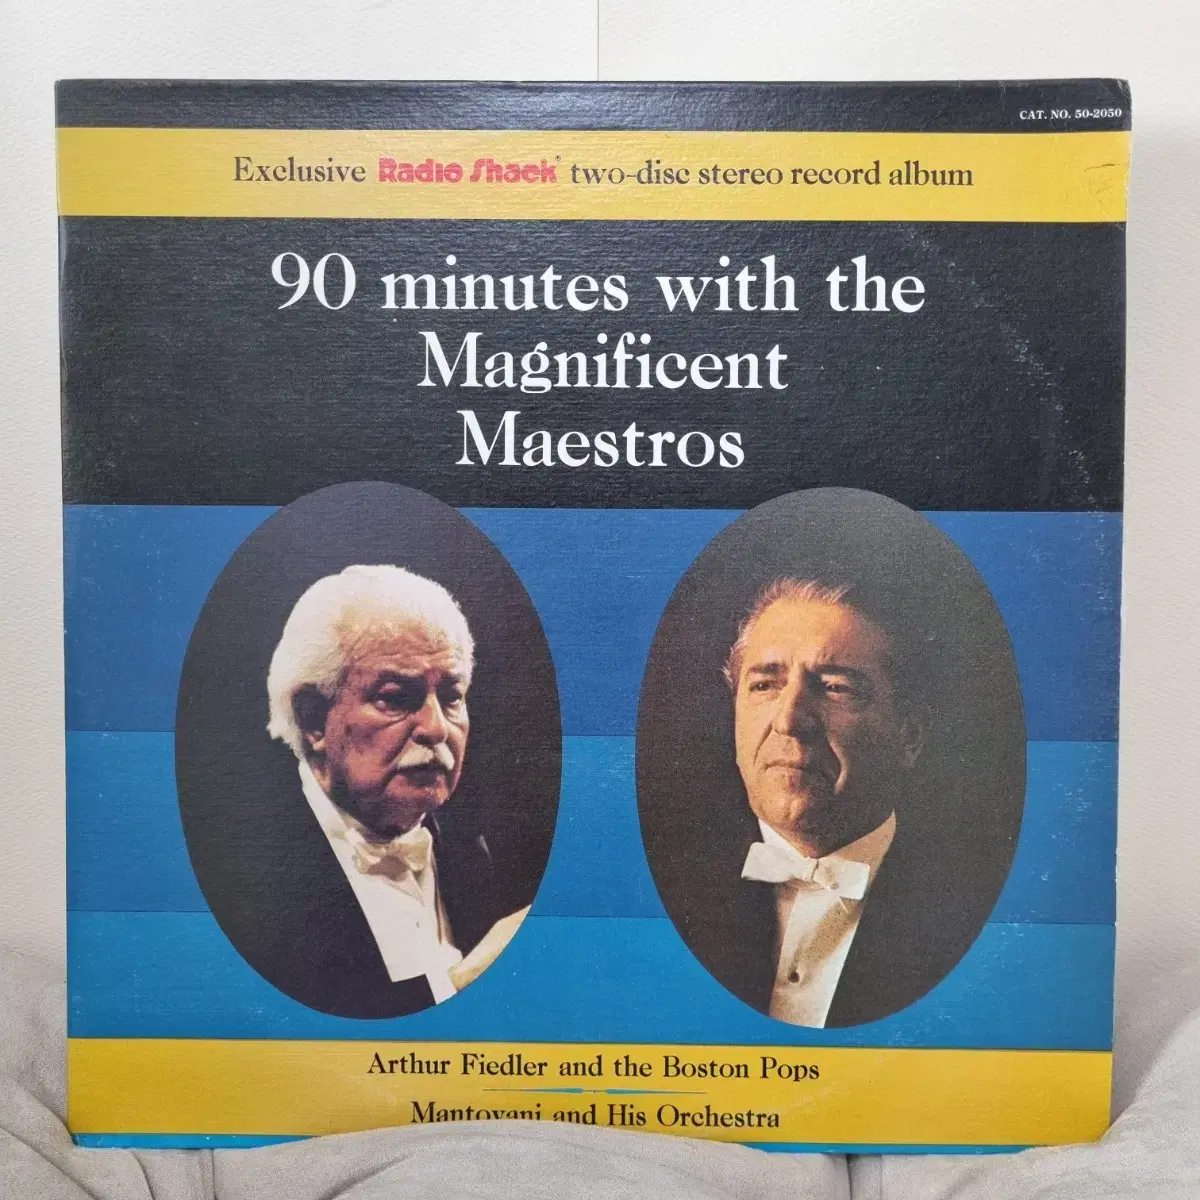 CAT. NO. 50-2050
Exclusive Radio Shack® two-disc stereo record album
90 minutes with the
Magnificent
Maestros
Arthur Fiedler and the Boston Pops
Mantovani and His Orchestra